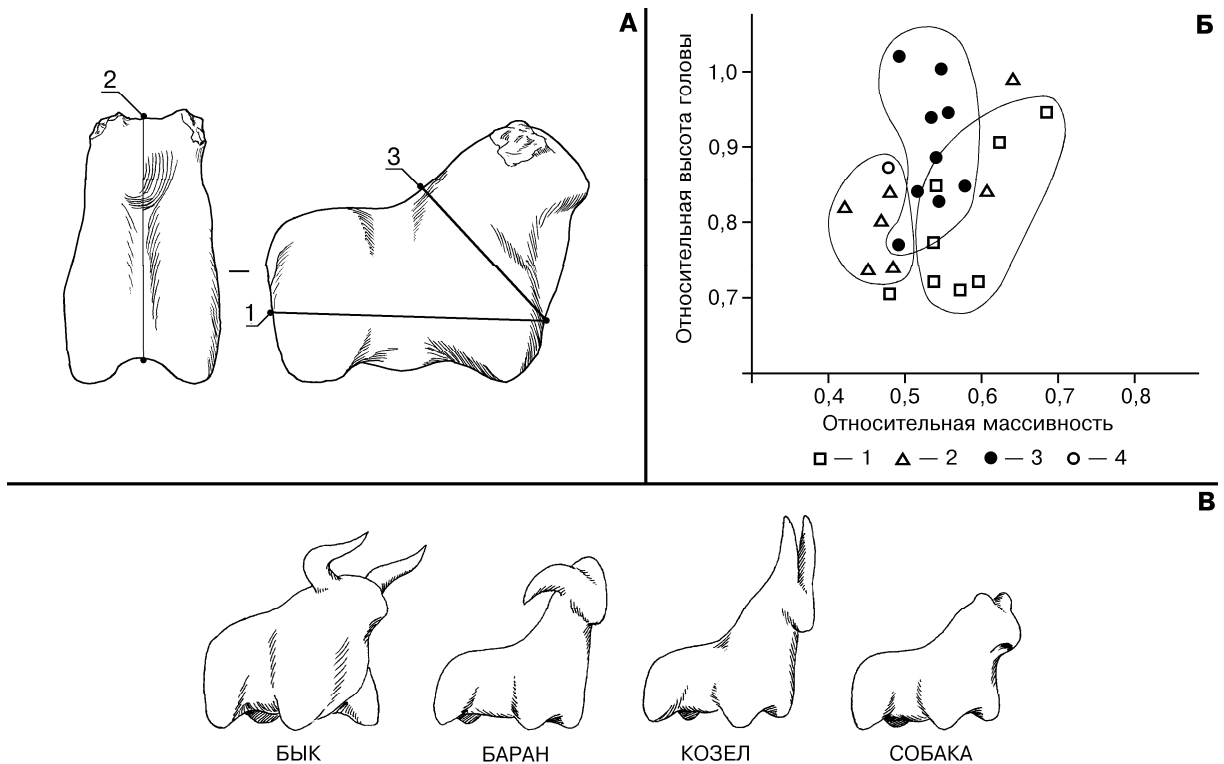 А
2
3
1
Б
Относительная высота головы
1,0
0,9
0,8
0,7
0,4 0,5 0,6 0,7 0,8
Относительная массивность
— 1 — 2 — 3 — 4
В
БЫК БАРАН КОЗЕЛ СОБАКА